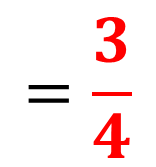 = 3/4